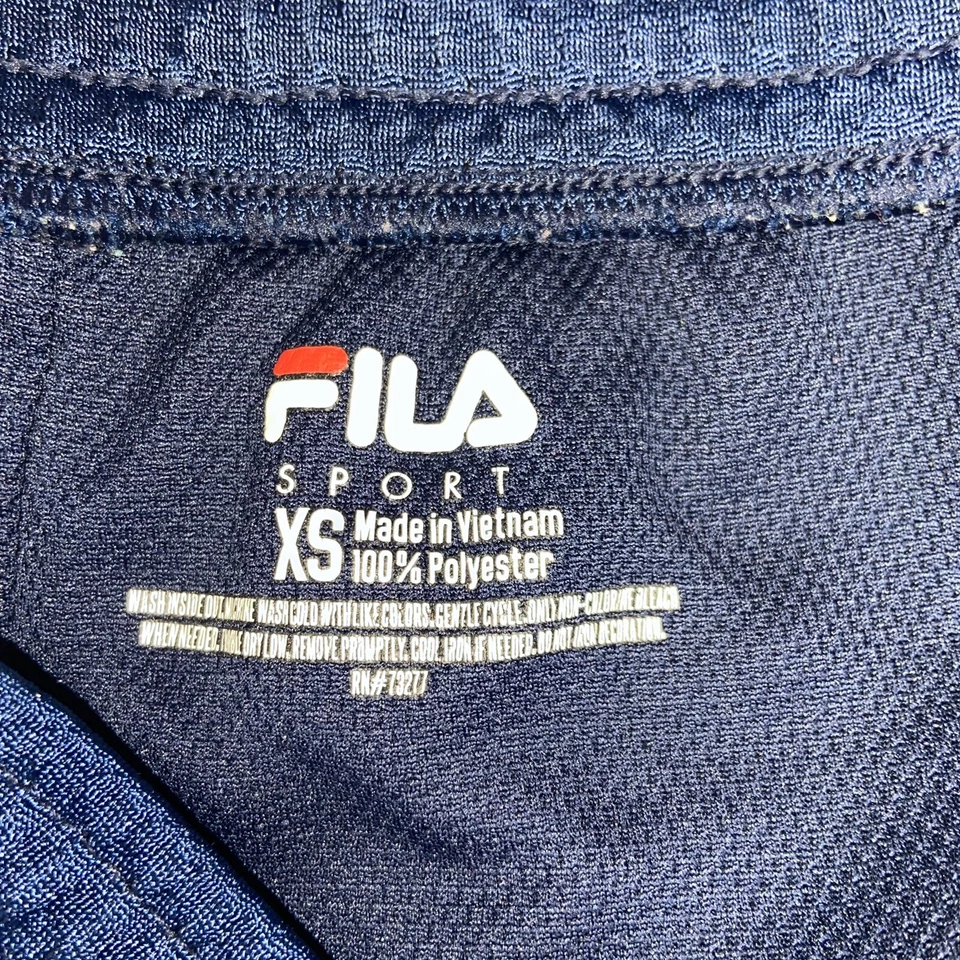 FILA
SPORT
XS Made in Vietnam
100% Polyester
WASH INSIDE OUT. MACHINE WASH COLD WITH LIKE COLORS. GENTLE CYCLE. ONLY NON-CHLORINE BLEACH
WHEN NEEDED. TUMBLE DRY LOW. REMOVE PROMPTLY. COOL IRON IF NEEDED. DO NOT IRON DECORATION.
RN#73277